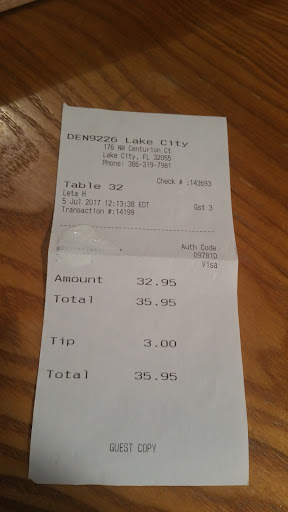 DEN9226 Lake City
176 NW Centurion Ct
Lake City, FL 32055
Phone: 386-319-7981
Check # :143693
Table 32
Leta H
5 Jul 2017 12:13:38 EDT Gst 3
Transaction #:14199
Auth Code
09781D
Visa
Amount 32.95
Total 35.95
Tip 3.00
Total 35.95
GUEST COPY